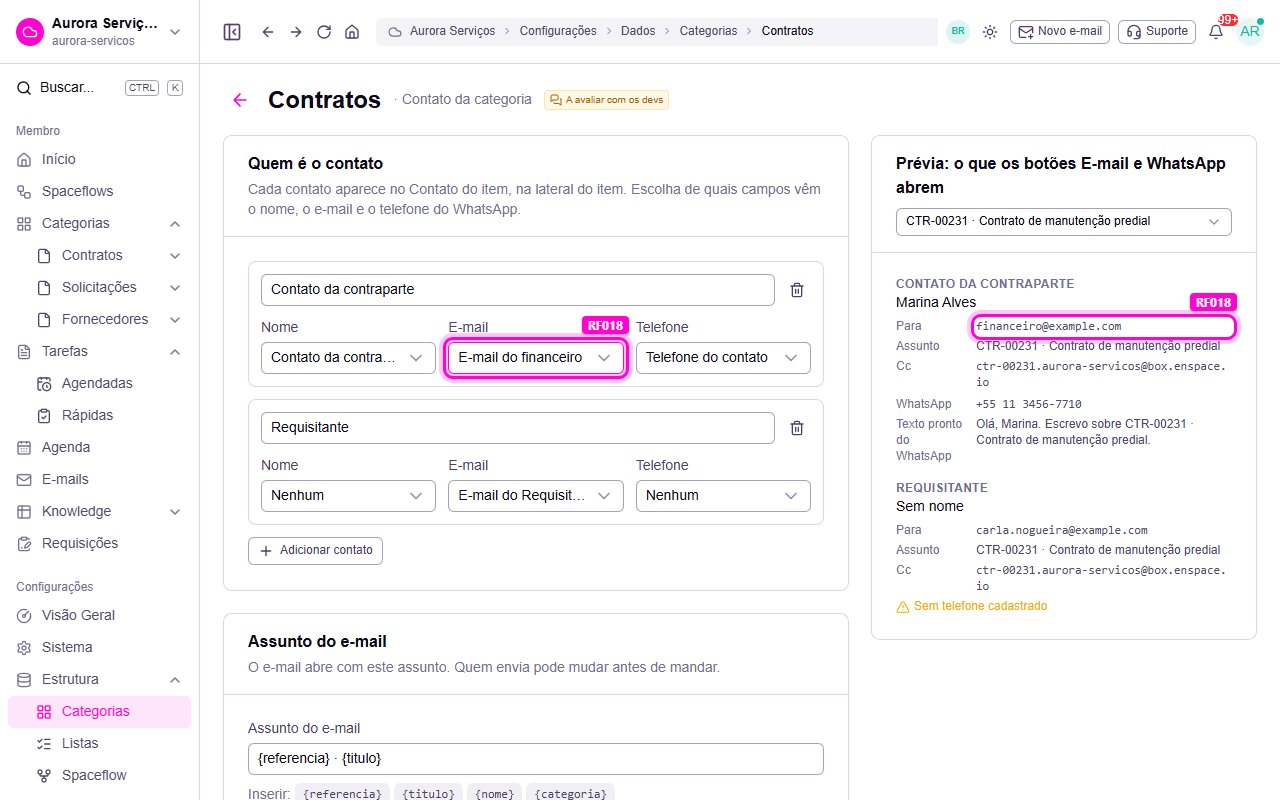 Aurora Serviç...
aurora-servicos
Aurora Serviços
Configurações
Dados
Categorias
Contratos
BR
Novo e-mail
Suporte
99+
AR
Buscar...
CTRL
K
Membro
Início
Spaceflows
Categorias
Contratos
Solicitações
Fornecedores
Tarefas
Agendadas
Rápidas
Agenda
E-mails
Knowledge
Requisições
Configurações
Visão Geral
Sistema
Estrutura
Categorias
Listas
Spaceflow
Contratos
· Contato da categoria
A avaliar com os devs
Quem é o contato
Cada contato aparece no Contato do item, na lateral do item. Escolha de quais campos vêm
o nome, o e-mail e o telefone do WhatsApp.
Contato da contraparte
Nome
E-mail
RF018
Telefone
Contato da contra...
E-mail do financeiro
Telefone do contato
Requisitante
Nome
E-mail
Telefone
Nenhum
E-mail do Requisit...
Nenhum
Adicionar contato
Assunto do e-mail
O e-mail abre com este assunto. Quem envia pode mudar antes de mandar.
Assunto do e-mail
{referencia} · {titulo}
Inserir: {referencia} {titulo} {nome} {categoria}
Prévia: o que os botões E-mail e WhatsApp
abrem
CTR-00231 · Contrato de manutenção predial
CONTATO DA CONTRAPARTE
Marina Alves
RF018
Para financeiro@example.com
Assunto CTR-00231 · Contrato de manutenção predial
Cc ctr-00231.aurora-servicos@box.enspace.
io
WhatsApp +55 11 3456-7710
Texto pronto Olá, Marina. Escrevo sobre CTR-00231 ·
do Contrato de manutenção predial.
WhatsApp
REQUISITANTE
Sem nome
Para carla.nogueira@example.com
Assunto CTR-00231 · Contrato de manutenção predial
Cc ctr-00231.aurora-servicos@box.enspace.
io
Sem telefone cadastrado